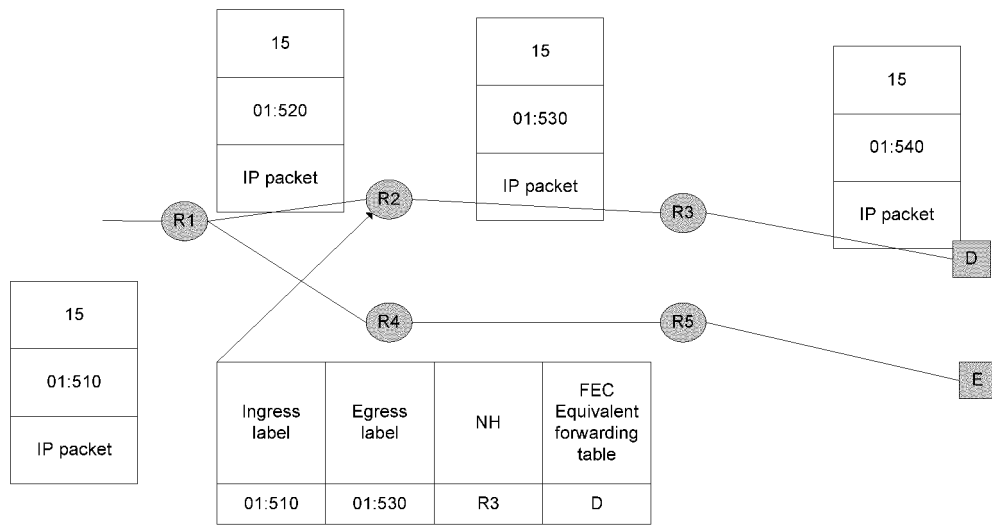 15
01:520
IP packet
15
01:530
IP packet
15
01:540
IP packet
R1
R2
R3
D
15
01:510
IP packet
R4
R5
E
Ingress
label
Egress
label
NH
FEC
Equivalent
forwarding
table
01:510
01:530
R3
D